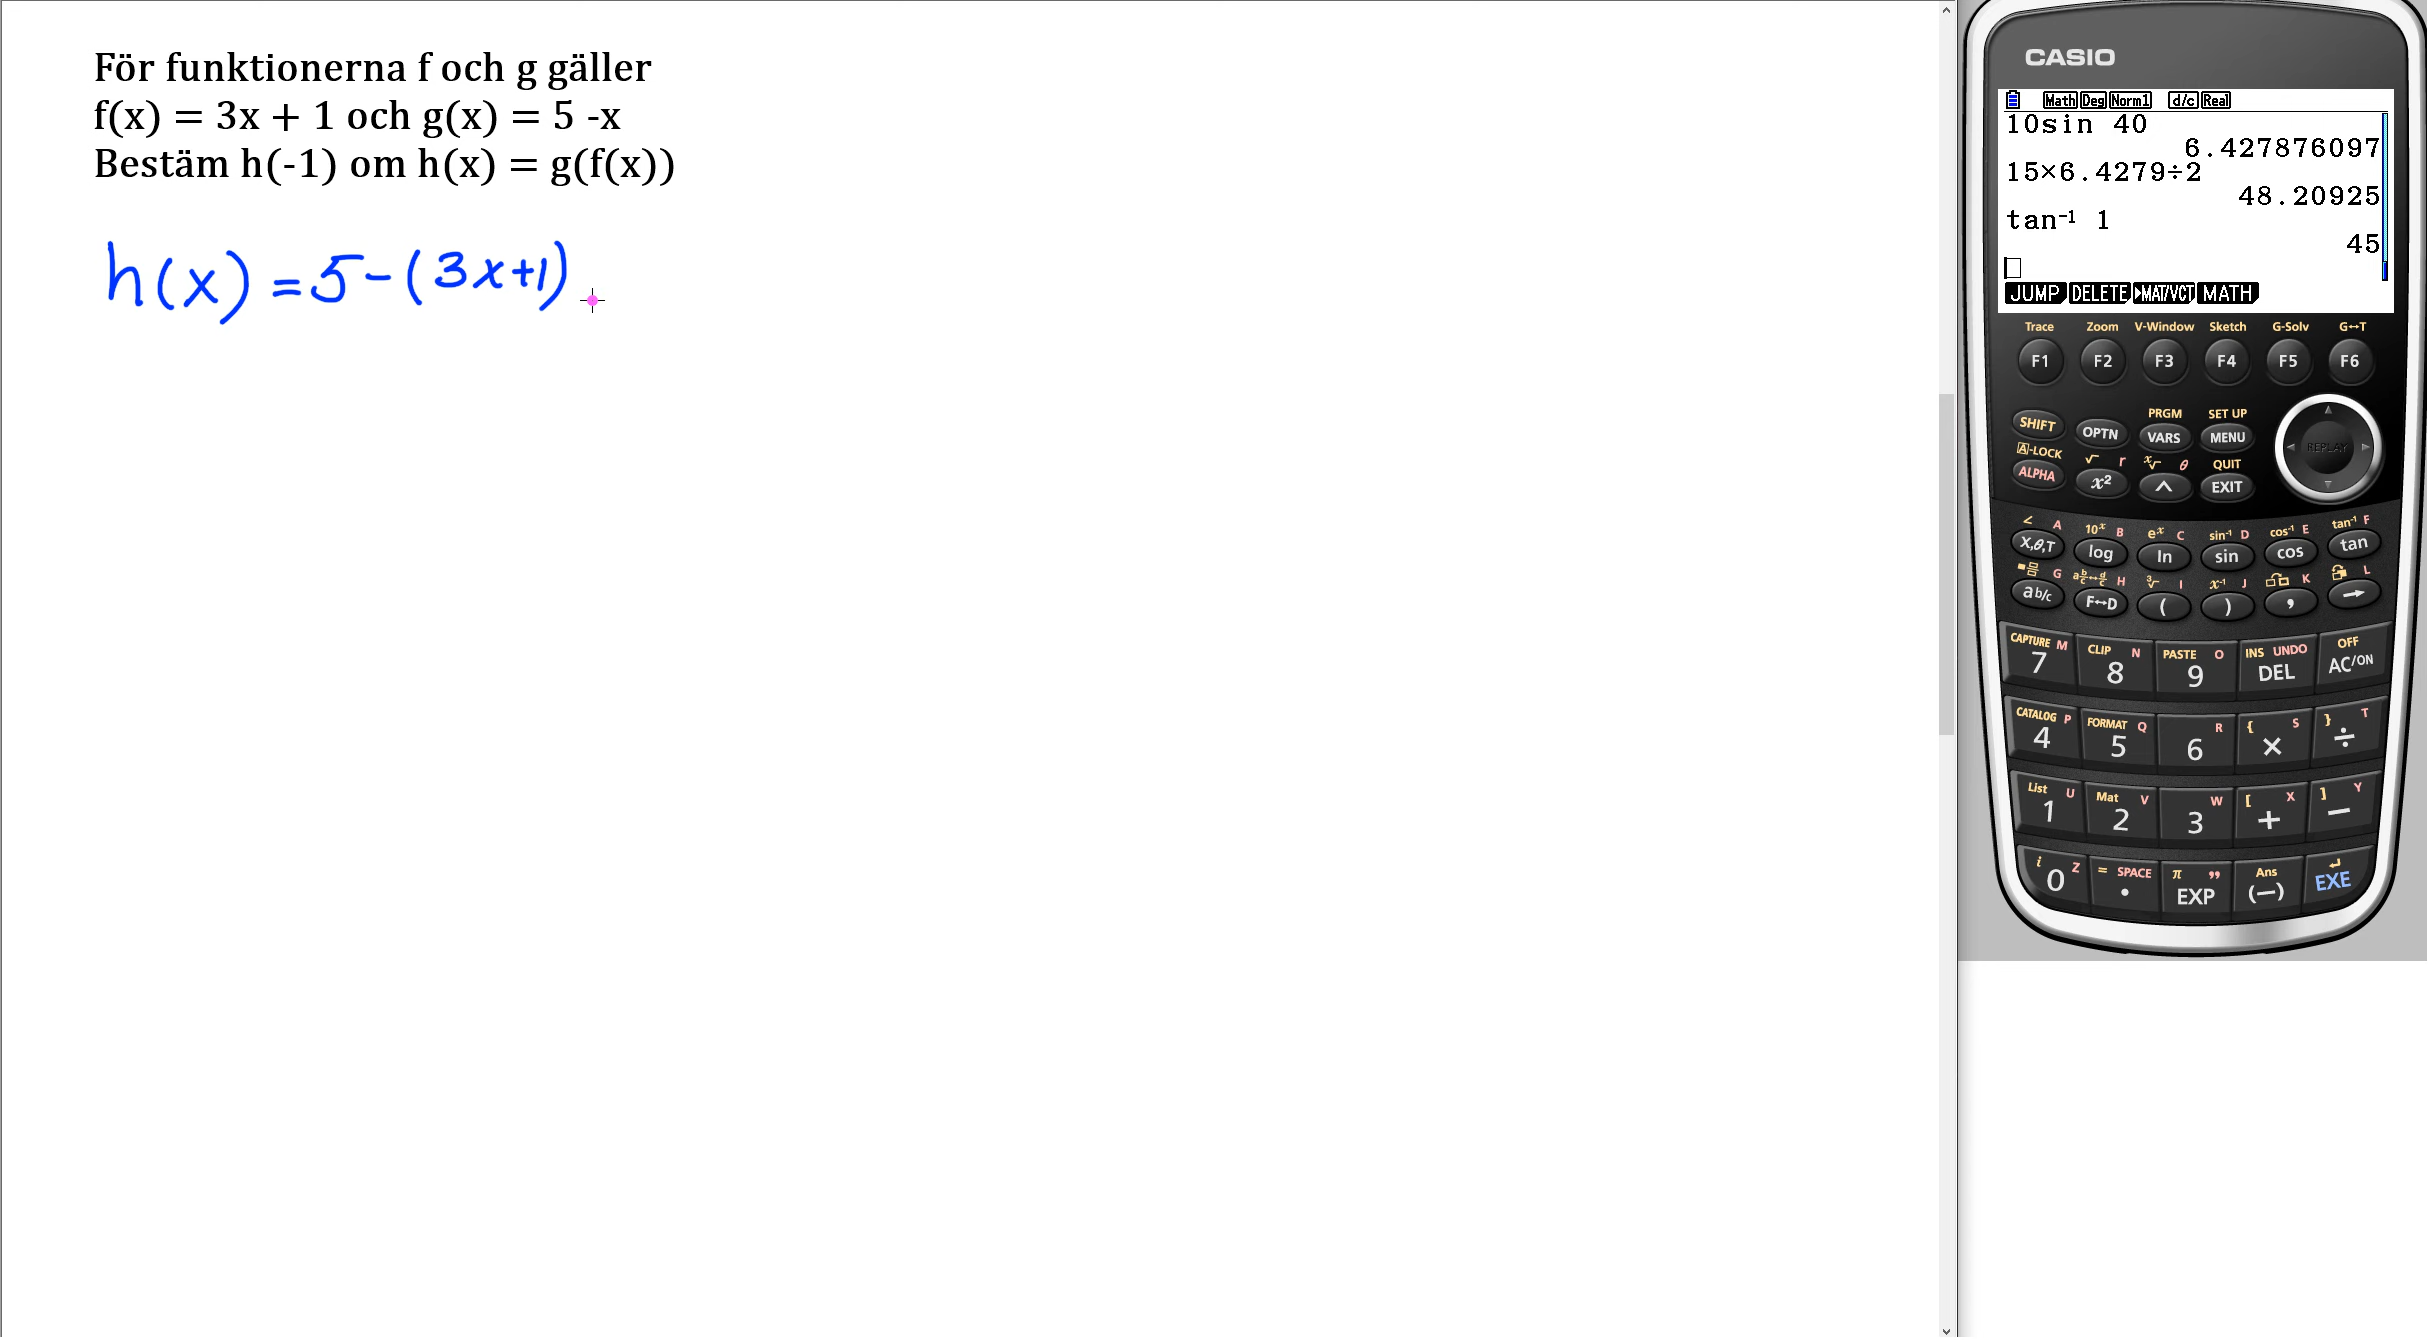 För funktionerna f och g gäller
f(x) = 3x + 1 och g(x) = 5 -x
Bestäm h(-1) om h(x) = g(f(x))
h(x) = 5-(3x+1)
CASIO
Math Deg Norm1 d/c Real
10sin 40
6.427876097
15×6.4279÷2
48.20925
tan⁻¹ 1
45
JUMP DELETE ▶MAT/VCT MATH
Trace Zoom V-Window Sketch G-Solv G↔T
F1 F2 F3 F4 F5 F6
PRGM SET UP
SHIFT OPTN VARS MENU
REPLAY
A-LOCK √ r ˣ√ θ QUIT
ALPHA x² ^ EXIT
∠ A 10ˣ B eˣ C sin⁻¹ D cos⁻¹ E tan⁻¹ F
X,θ,T log ln sin cos tan
G a b/c↔d/c H ³√ I x⁻¹ J K L
a b/c F↔D ( ) , →
CAPTURE M CLIP N PASTE O INS UNDO OFF
7 8 9 DEL AC/ON
CATALOG P FORMAT Q R { S } T
4 5 6 × ÷
List U Mat V W [ X ] Y
1 2 3 + −
i Z = SPACE π ” Ans ↵
0 . EXP (−) EXE